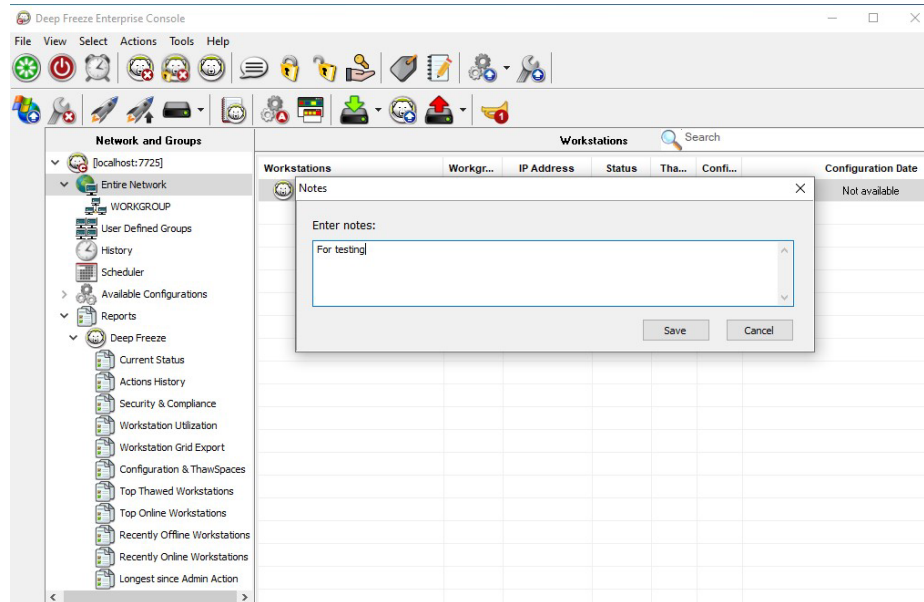 Deep Freeze Enterprise Console
File View Select Actions Tools Help
1
Network and Groups
Workstations
Search
[localhost:7725]
Entire Network
WORKGROUP
User Defined Groups
History
Scheduler
Available Configurations
Reports
Deep Freeze
Current Status
Actions History
Security & Compliance
Workstation Utilization
Workstation Grid Export
Configuration & ThawSpaces
Top Thawed Workstations
Top Online Workstations
Recently Offline Workstations
Recently Online Workstations
Longest since Admin Action
Workstations Workgr... IP Address Status Tha... Confi... Configuration Date
Not available
Notes
Enter notes:
For testing
Save Cancel